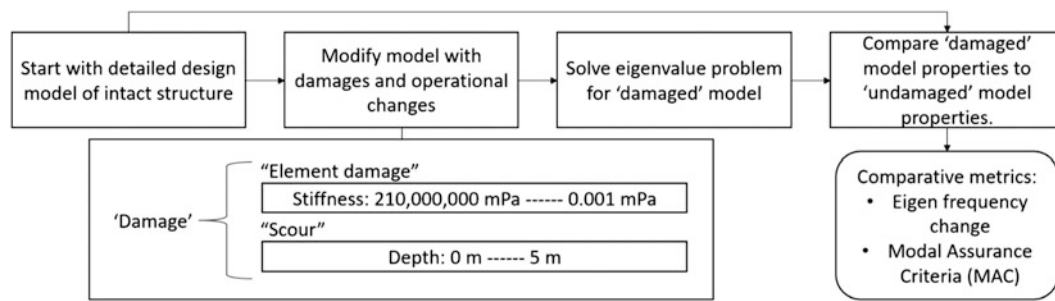 Start with detailed design
model of intact structure
Modify model with
damages and operational
changes
Solve eigenvalue problem
for ‘damaged’ model
Compare ‘damaged’
model properties to
‘undamaged’ model
properties.
‘Damage’
“Element damage”
Stiffness: 210,000,000 mPa ------ 0.001 mPa
“Scour”
Depth: 0 m ------ 5 m
Comparative metrics:
• Eigen frequency
change
• Modal Assurance
Criteria (MAC)